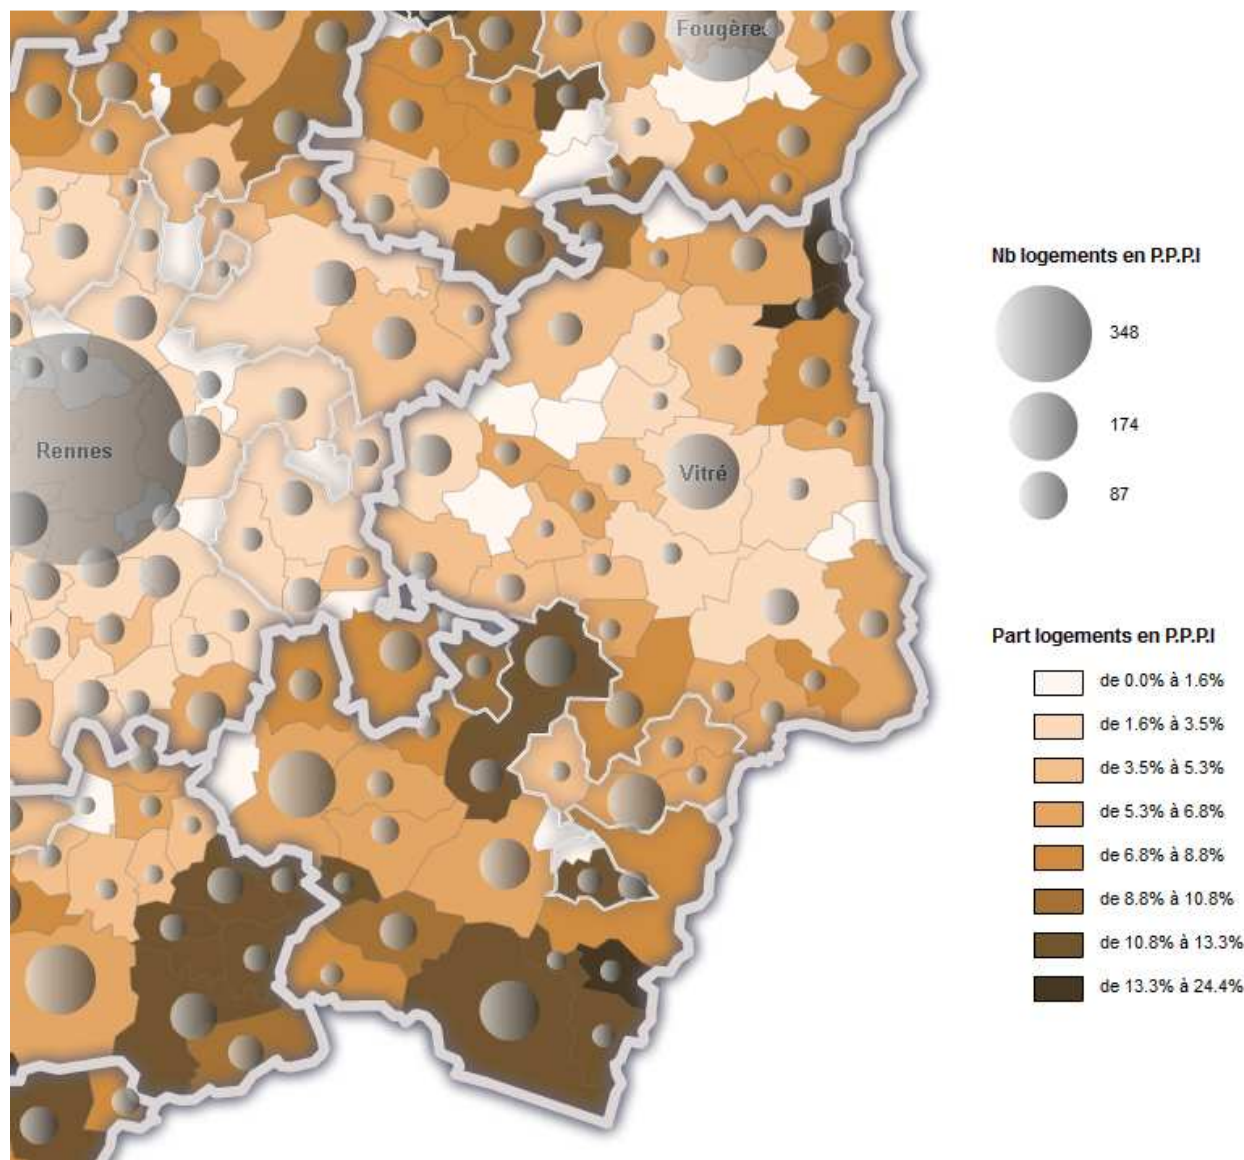 Fougères
Rennes
Vitré
Nb logements en P.P.P.I
348
174
87
Part logements en P.P.P.I
de 0.0% à 1.6%
de 1.6% à 3.5%
de 3.5% à 5.3%
de 5.3% à 6.8%
de 6.8% à 8.8%
de 8.8% à 10.8%
de 10.8% à 13.3%
de 13.3% à 24.4%